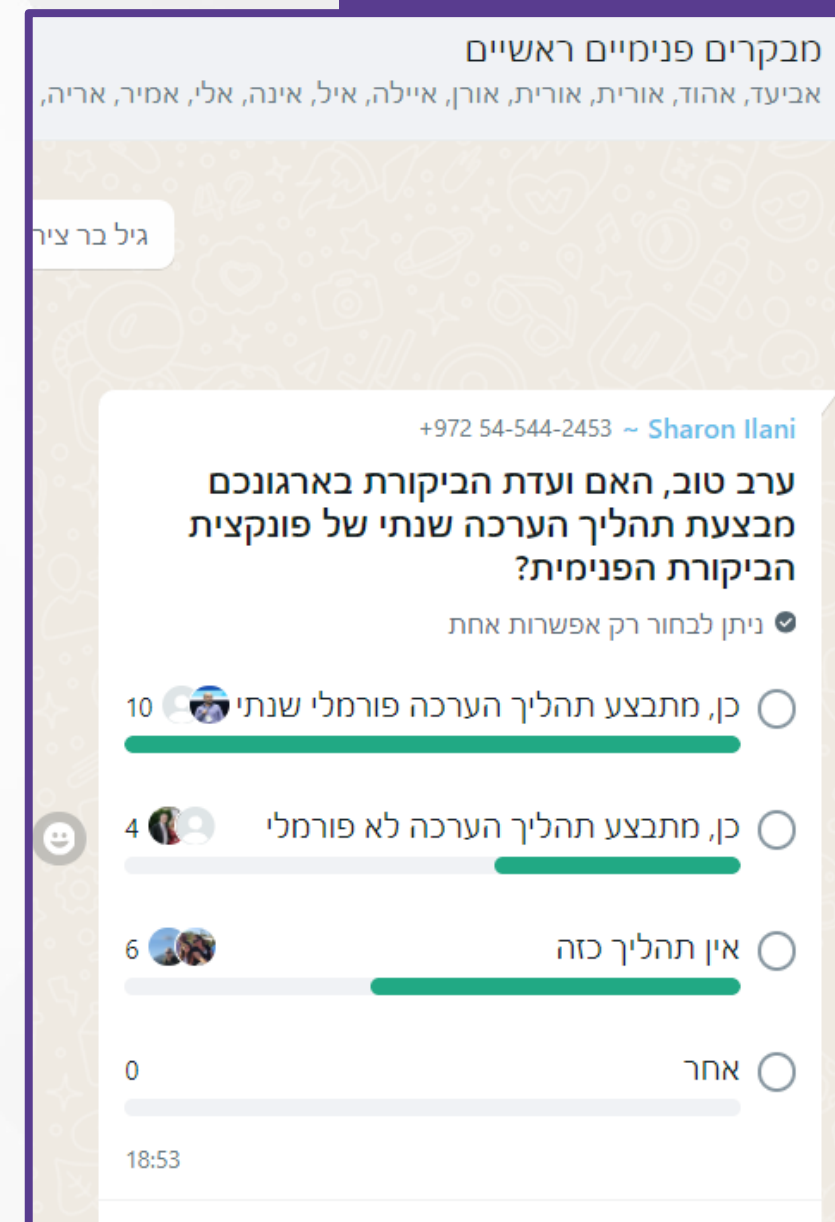 מבקרים פנימיים ראשיים
אביעד, אהוד, אורית, אורית, אורן, איילה, איל, אינה, אלי, אמיר, אריה,
גיל בר
+972 54-544-2453 ~ Sharon Ilani
ערב טוב, האם ועדת הביקורת בארגונכם
מבצעת תהליך הערכה שנתי של פונקצית
הביקורת הפנימית?
ניתן לבחור רק אפשרות אחת
כן, מתבצע תהליך הערכה פורמלי שנתי 10
כן, מתבצע תהליך הערכה לא פורמלי 4
אין תהליך כזה 6
אחר 0
18:53